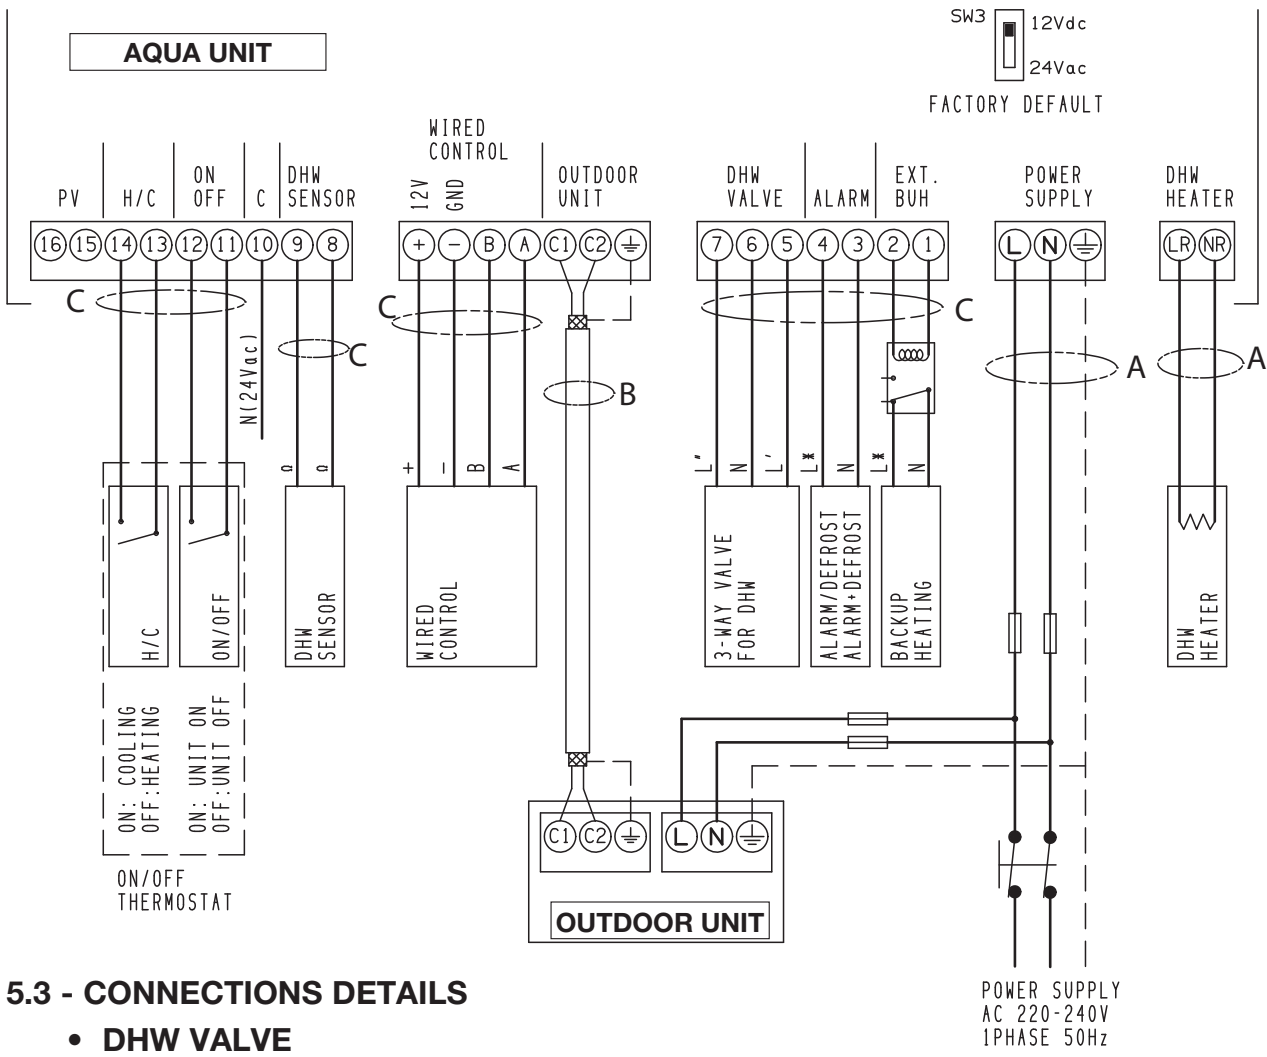 AQUA UNIT
SW3
12Vdc
24Vac
FACTORY DEFAULT
PV
H/C
ON
OFF
C
DHW
SENSOR
WIRED
CONTROL
12V
GND
OUTDOOR
UNIT
DHW
VALVE
ALARM
EXT.
BUH
POWER
SUPPLY
DHW
HEATER
16 15 14 13 12 11 10 9 8
+ - B A C1 C2
7 6 5 4 3 2 1
L N
LR NR
C
C
C
B
C
A
A
N(24Vac)
Ω Ω
+ - B A
L" N L' L* N L* N
H/C
ON/OFF
DHW
SENSOR
WIRED
CONTROL
3-WAY VALVE
FOR DHW
ALARM/DEFROST
ALARM+DEFROST
BACKUP
HEATING
DHW
HEATER
ON: COOLING
OFF:HEATING
ON: UNIT ON
OFF:UNIT OFF
ON/OFF
THERMOSTAT
C1 C2
L N
OUTDOOR UNIT
POWER SUPPLY
AC 220-240V
1PHASE 50Hz
5.3 - CONNECTIONS DETAILS
• DHW VALVE